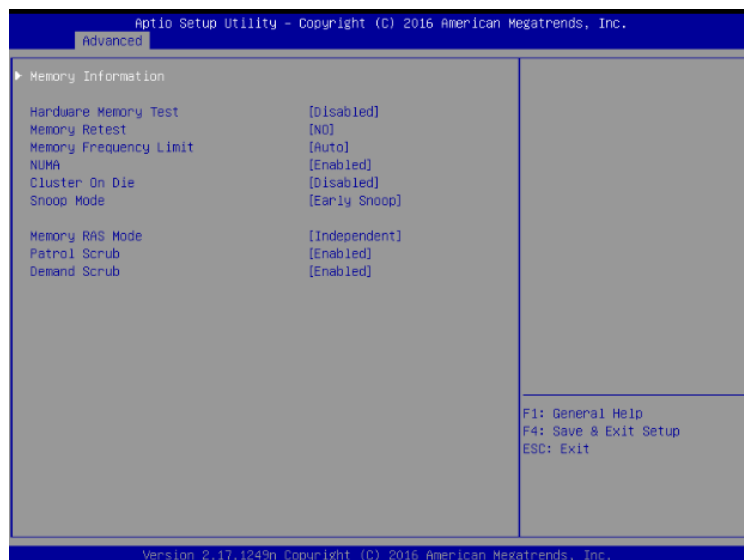 Aptio Setup Utility – Copyright (C) 2016 American Megatrends, Inc.
Advanced
Memory Information
Hardware Memory Test [Disabled]
Memory Retest [NO]
Memory Frequency Limit [Auto]
NUMA [Enabled]
Cluster On Die [Disabled]
Snoop Mode [Early Snoop]
Memory RAS Mode [Independent]
Patrol Scrub [Enabled]
Demand Scrub [Enabled]
F1: General Help
F4: Save & Exit Setup
ESC: Exit
Version 2.17.1249n Copyright (C) 2016 American Megatrends, Inc.